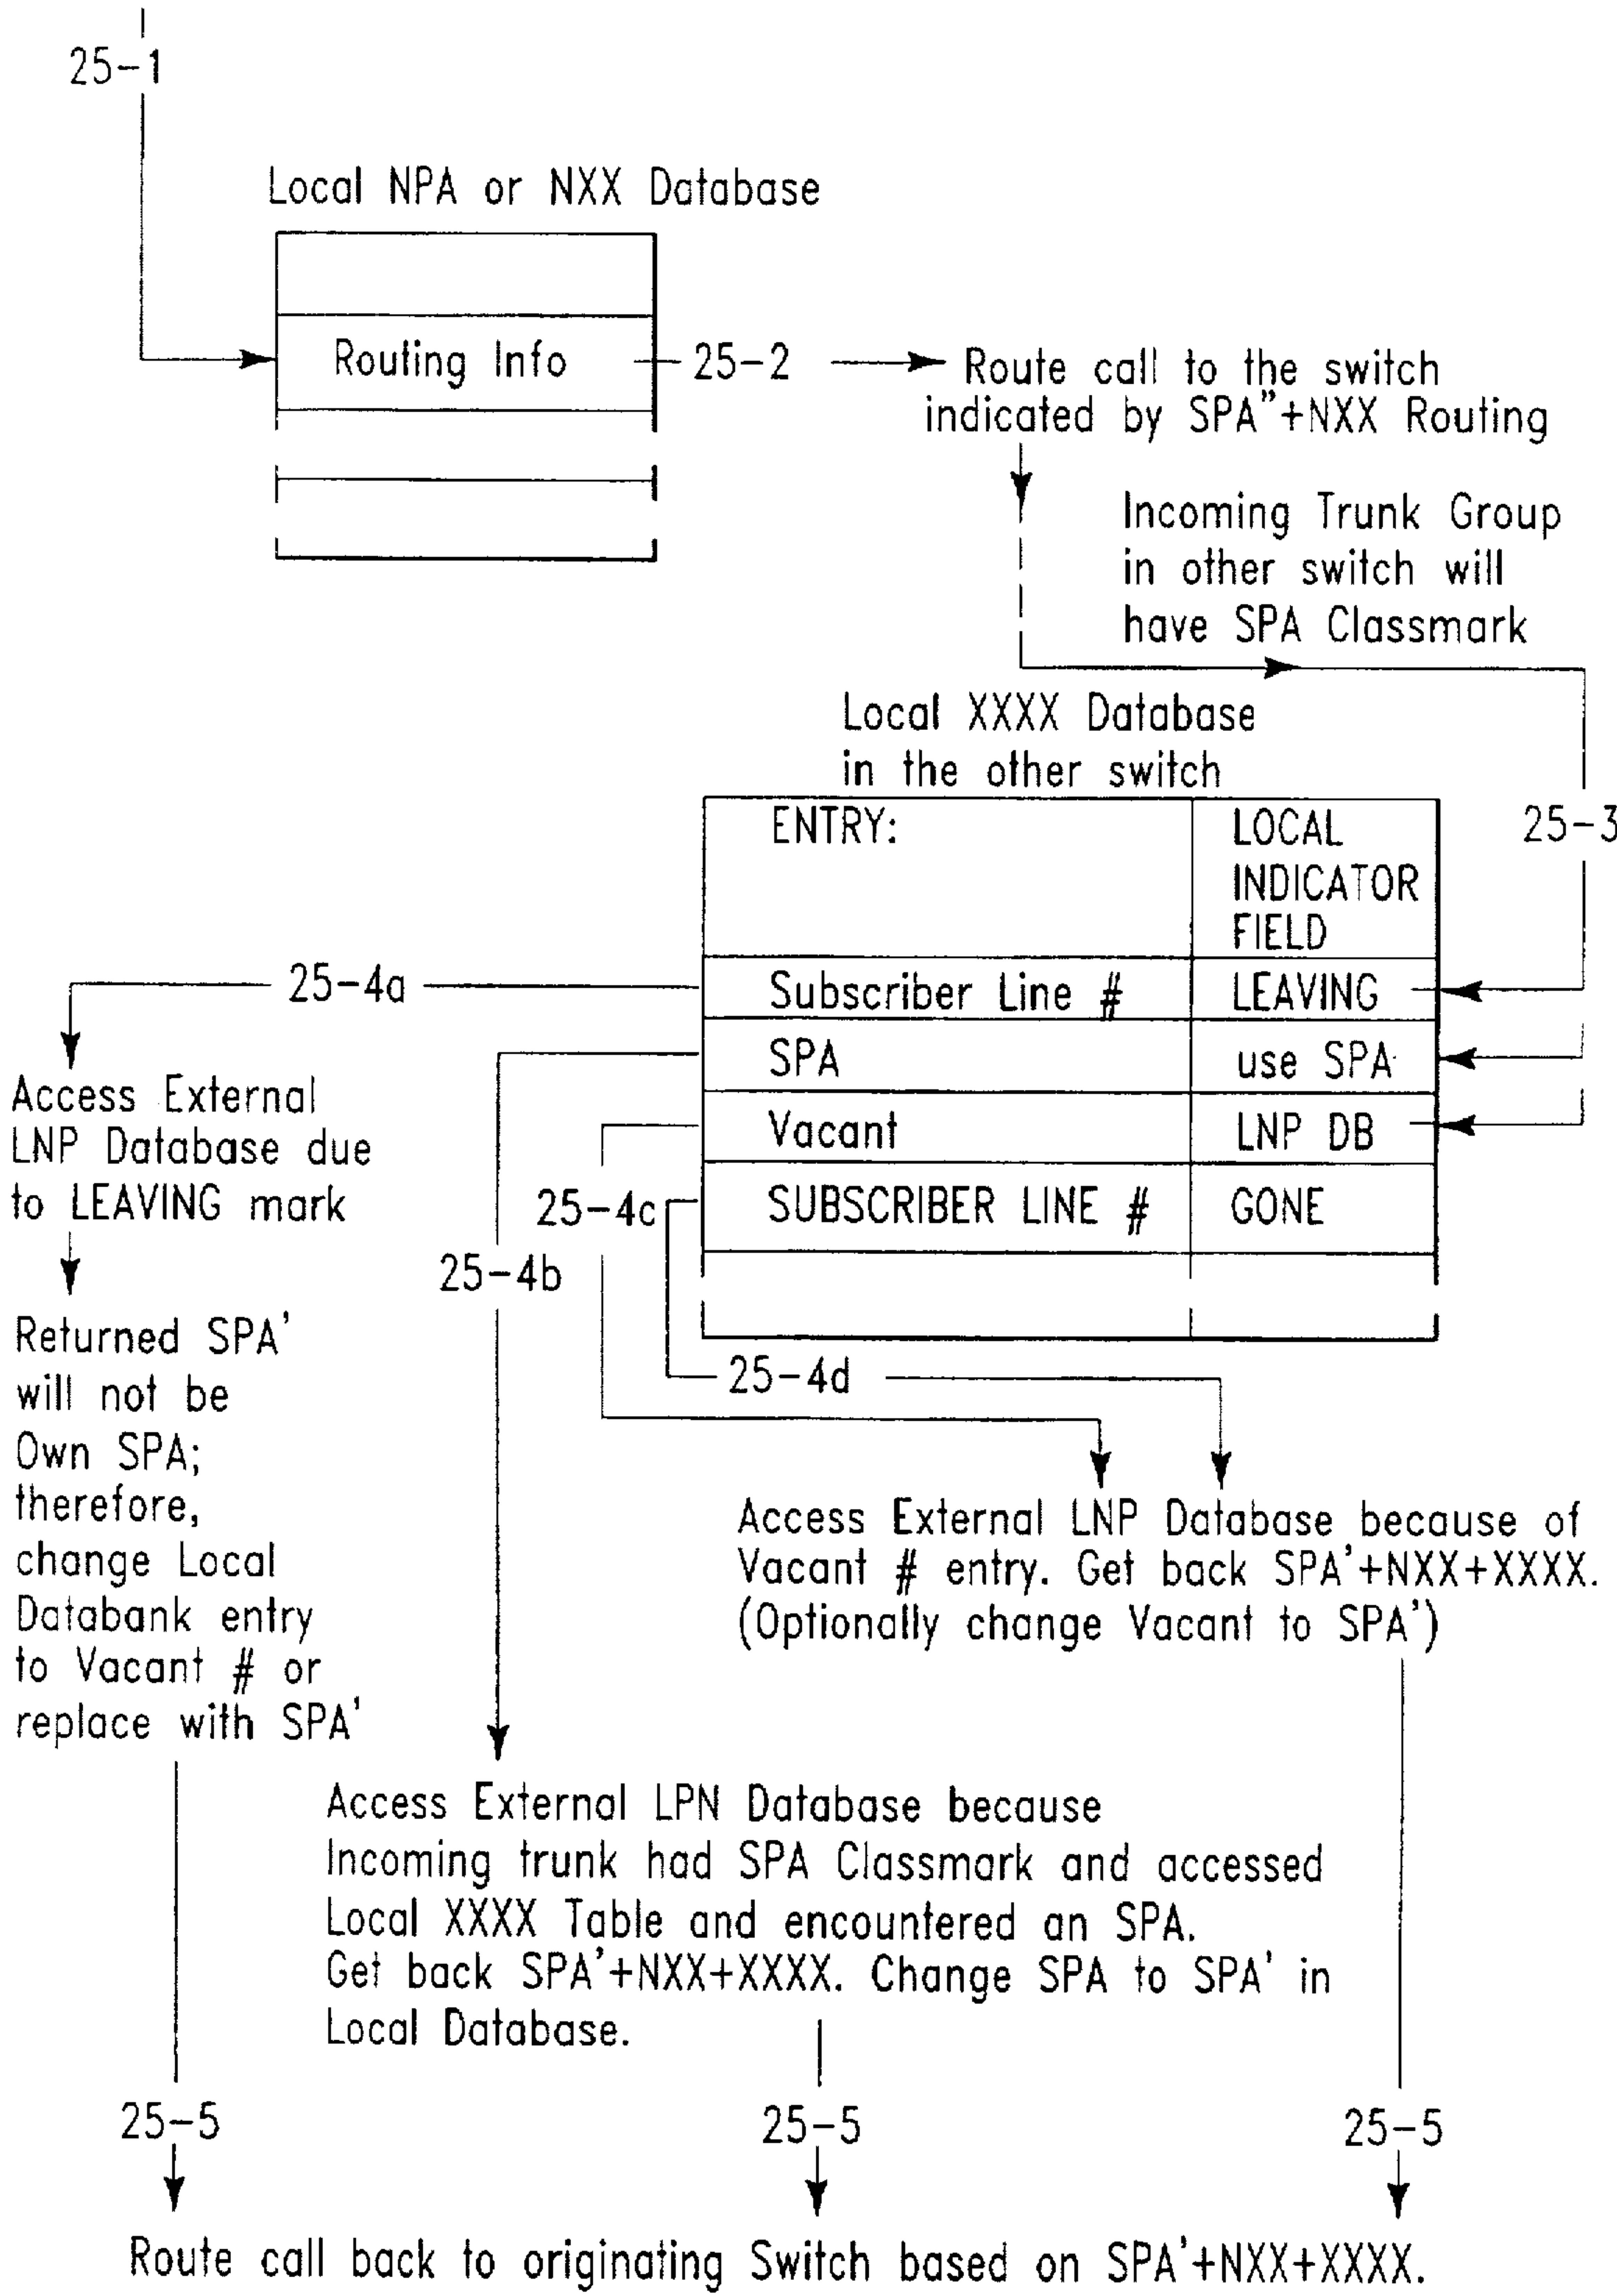 25-1
Local NPA or NXX Database
Routing Info
25-2
Route call to the switch
indicated by SPA"+NXX Routing
Incoming Trunk Group
in other switch will
have SPA Classmark
Local XXXX Database
in the other switch
ENTRY:
LOCAL
INDICATOR
FIELD
25-3
25-4a
Subscriber Line #
LEAVING
SPA
use SPA
Vacant
LNP DB
SUBSCRIBER LINE #
GONE
25-4c
25-4b
25-4d
Access External
LNP Database due
to LEAVING mark
Returned SPA'
will not be
Own SPA;
therefore,
change Local
Databank entry
to Vacant # or
replace with SPA'
Access External LNP Database because of
Vacant # entry. Get back SPA'+NXX+XXXX.
(Optionally change Vacant to SPA')
Access External LPN Database because
Incoming trunk had SPA Classmark and accessed
Local XXXX Table and encountered an SPA.
Get back SPA'+NXX+XXXX. Change SPA to SPA' in
Local Database.
25-5
25-5
25-5
Route call back to originating Switch based on SPA'+NXX+XXXX.